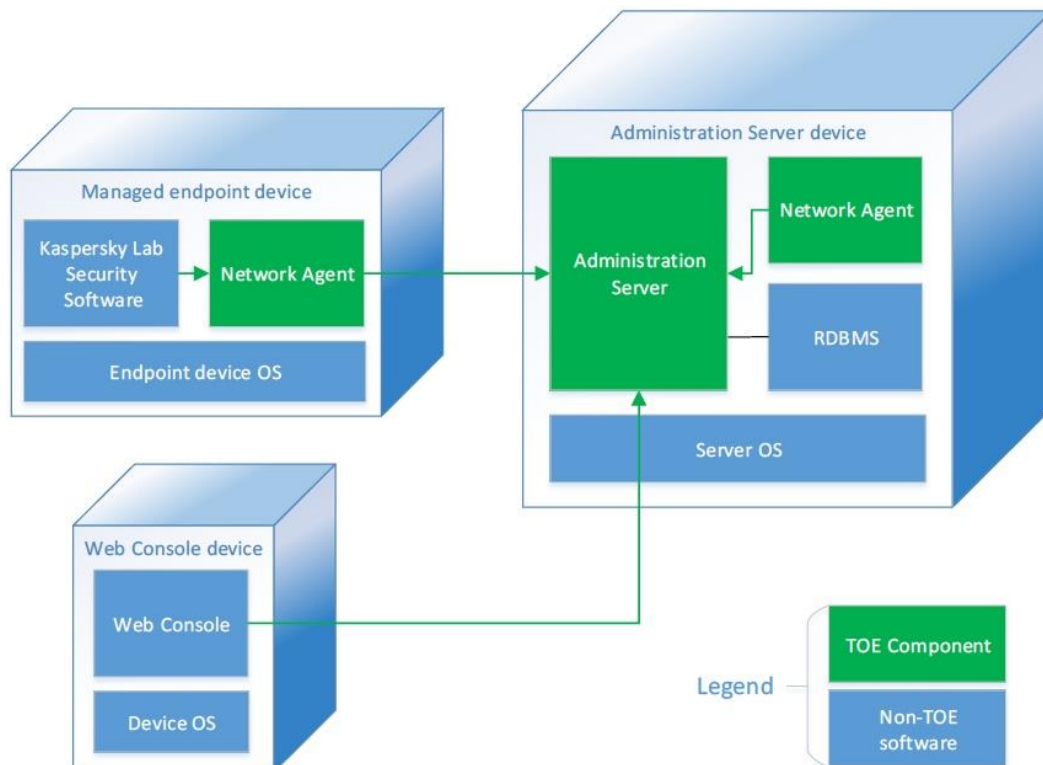 Managed endpoint device
Kaspersky Lab
Security
Software
Network Agent
Endpoint device OS
Administration Server device
Administration
Server
Network Agent
RDBMS
Server OS
Web Console device
Web Console
Device OS
Legend
TOE Component
Non-TOE
software